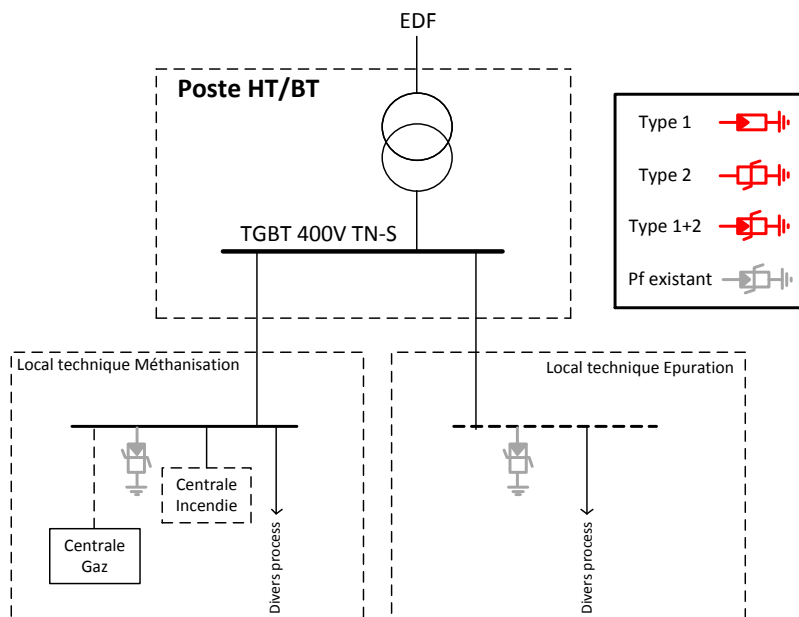 EDF
Poste HT/BT
TGBT 400V TN-S
Type 1
Type 2
Type 1+2
Pf existant
Local technique Méthanisation
Local technique Epuration
Centrale
Incendie
Centrale
Gaz
Divers process
Divers process